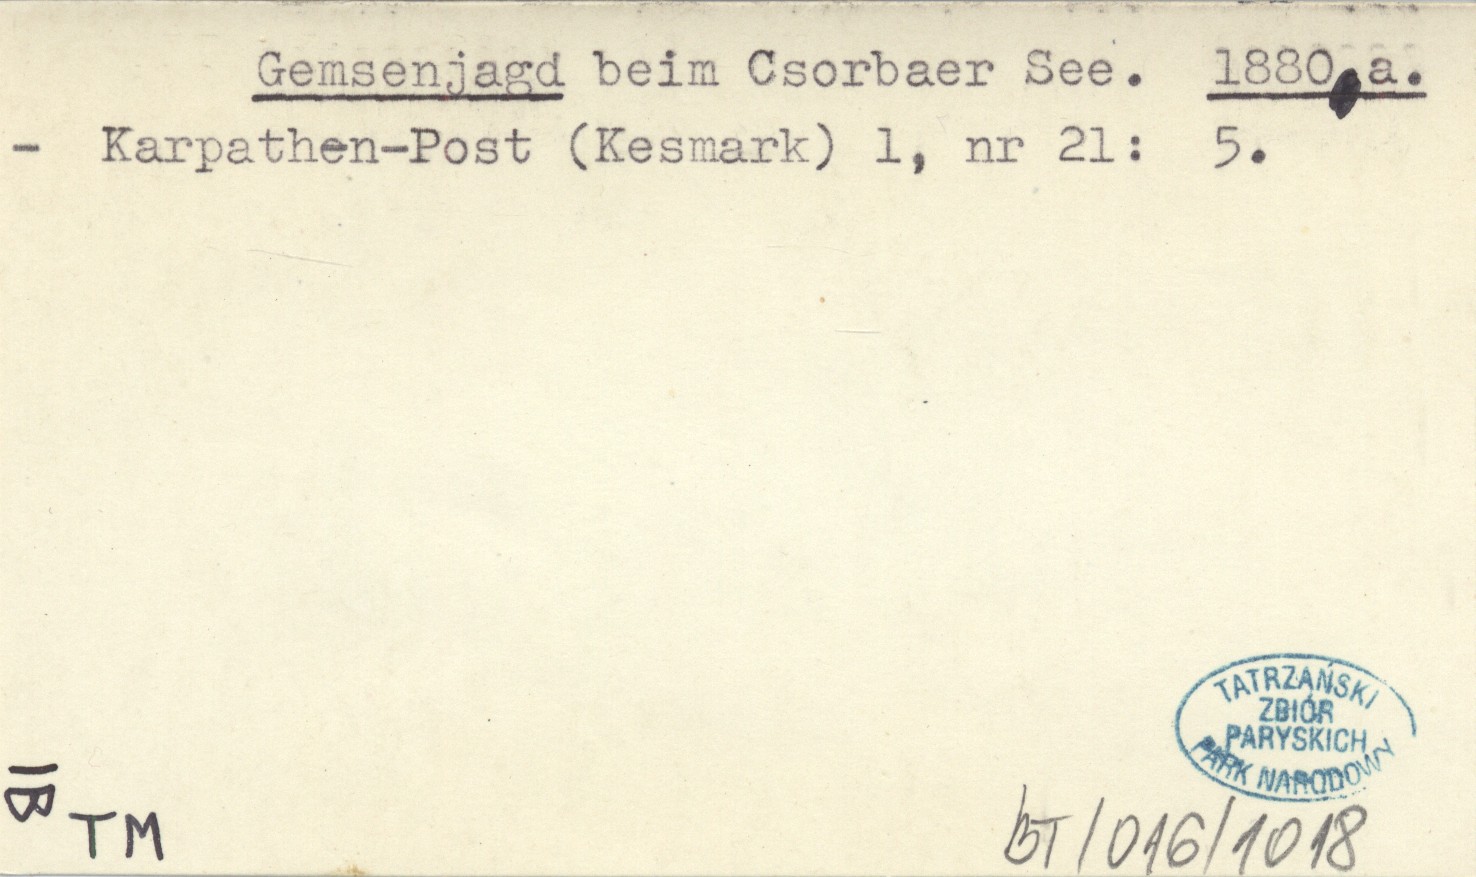 Gemsenjagd beim Csorbaer See. 1880,a.
- Karpathen-Post (Kesmark) 1, nr 21: 5.
TATRZAŃSKI
ZBIÓR
PARYSKICH
PARK NARODOWY
IB
TM
BT/016/1018